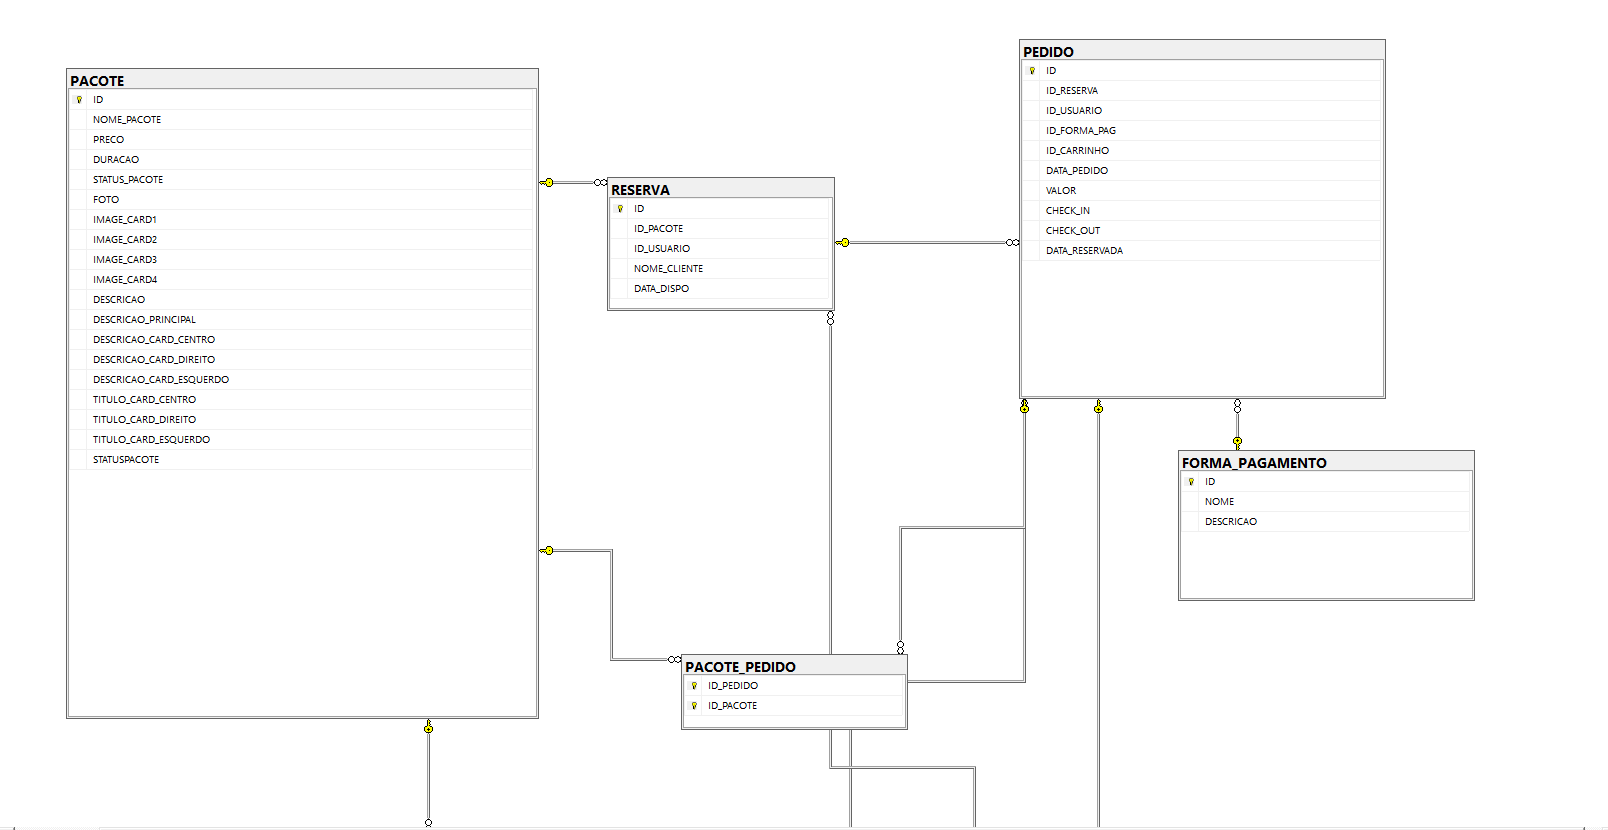 PACOTE
ID
NOME_PACOTE
PRECO
DURACAO
STATUS_PACOTE
FOTO
IMAGE_CARD1
IMAGE_CARD2
IMAGE_CARD3
IMAGE_CARD4
DESCRICAO
DESCRICAO_PRINCIPAL
DESCRICAO_CARD_CENTRO
DESCRICAO_CARD_DIREITO
DESCRICAO_CARD_ESQUERDO
TITULO_CARD_CENTRO
TITULO_CARD_DIREITO
TITULO_CARD_ESQUERDO
STATUSPACOTE
RESERVA
ID
ID_PACOTE
ID_USUARIO
NOME_CLIENTE
DATA_DISPO
PEDIDO
ID
ID_RESERVA
ID_USUARIO
ID_FORMA_PAG
ID_CARRINHO
DATA_PEDIDO
VALOR
CHECK_IN
CHECK_OUT
DATA_RESERVADA
FORMA_PAGAMENTO
ID
NOME
DESCRICAO
PACOTE_PEDIDO
ID_PEDIDO
ID_PACOTE